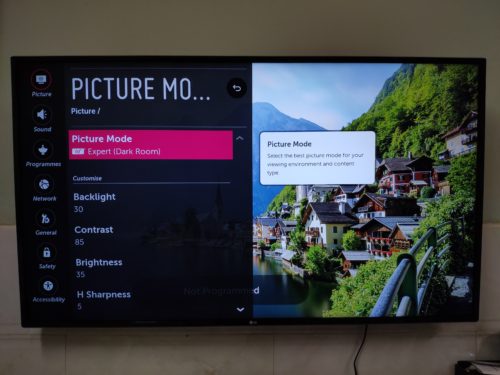 PICTURE MO...
Picture /
Picture
Sound
Programmes
Network
General
Safety
Accessibility
Picture Mode
Expert (Dark Room)
Customise
Backlight
30
Contrast
85
Brightness
35
H Sharpness
5
Picture Mode
Select the best picture mode for your
viewing environment and content
type
Not Programmed
LG